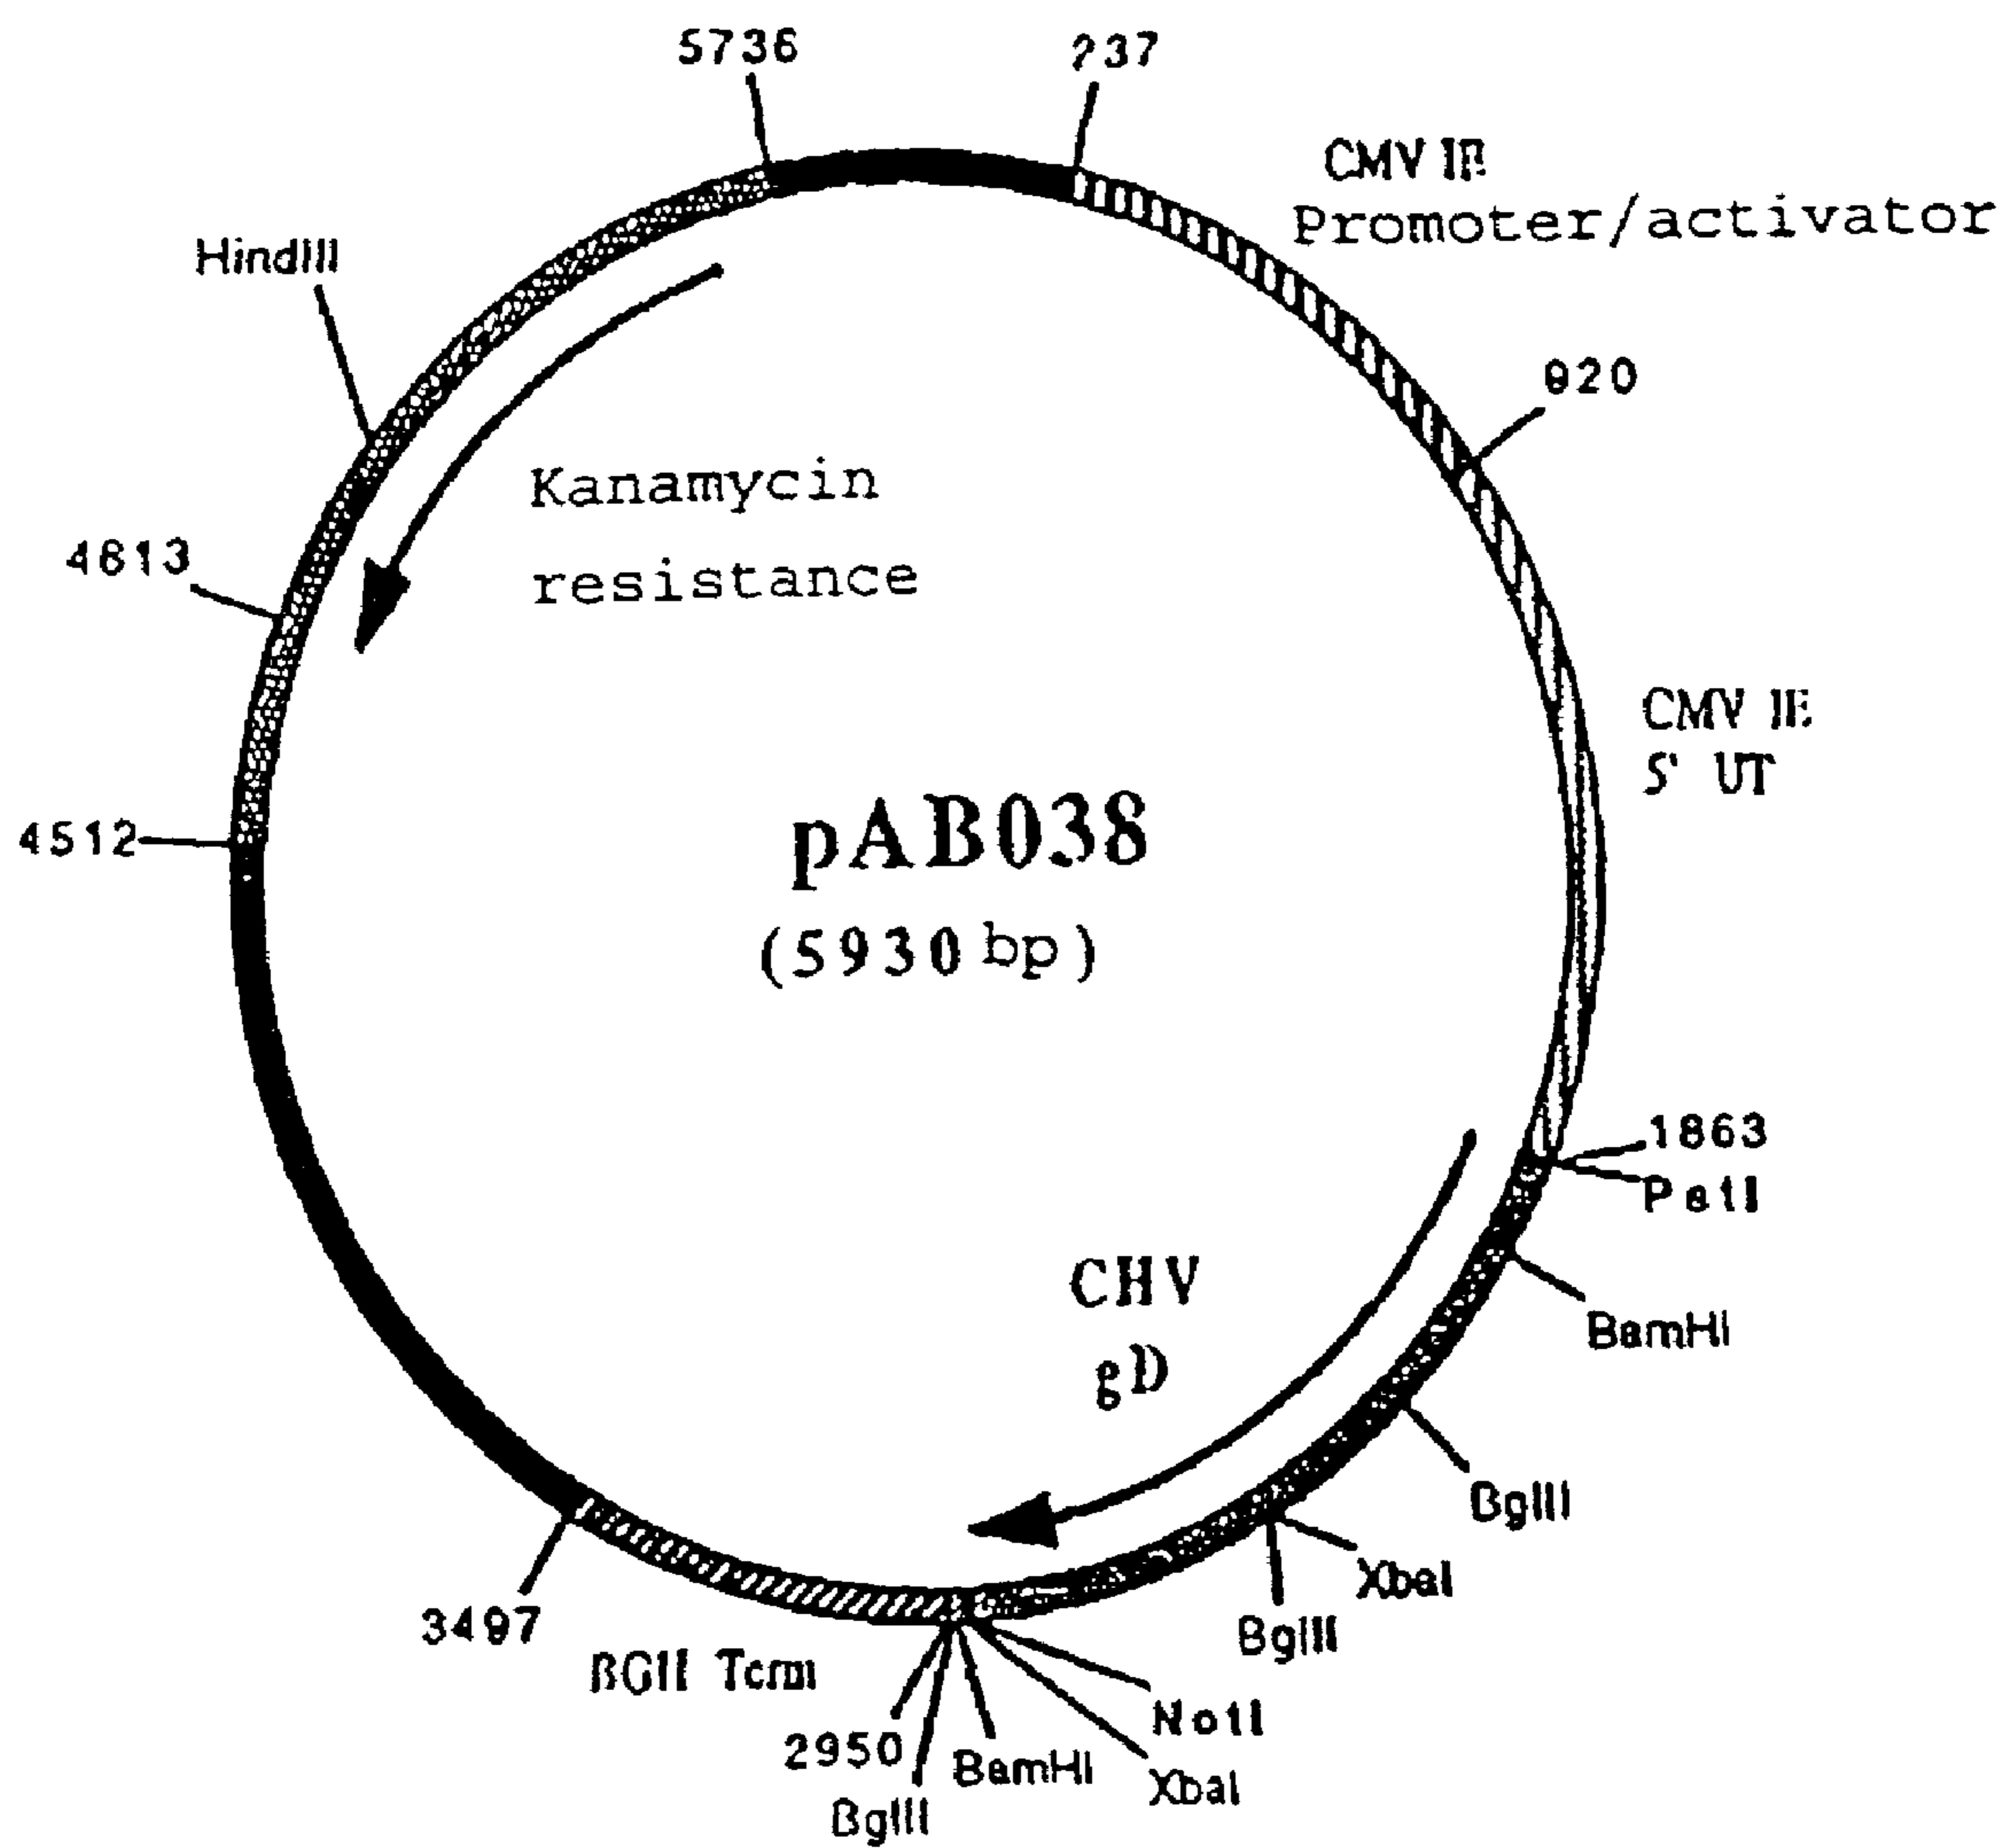 5736
237
CMV IE
Promoter/activator
HindIII
820
Kanamycin
resistance
4613
CMV IE
5' UT
4512
pAB038
(5930 bp)
1863
PstI
CHV
gD
BamHI
BglII
XbaI
BglII
3497
BGH Term
NotI
2950
BamHI
XbaI
BglII